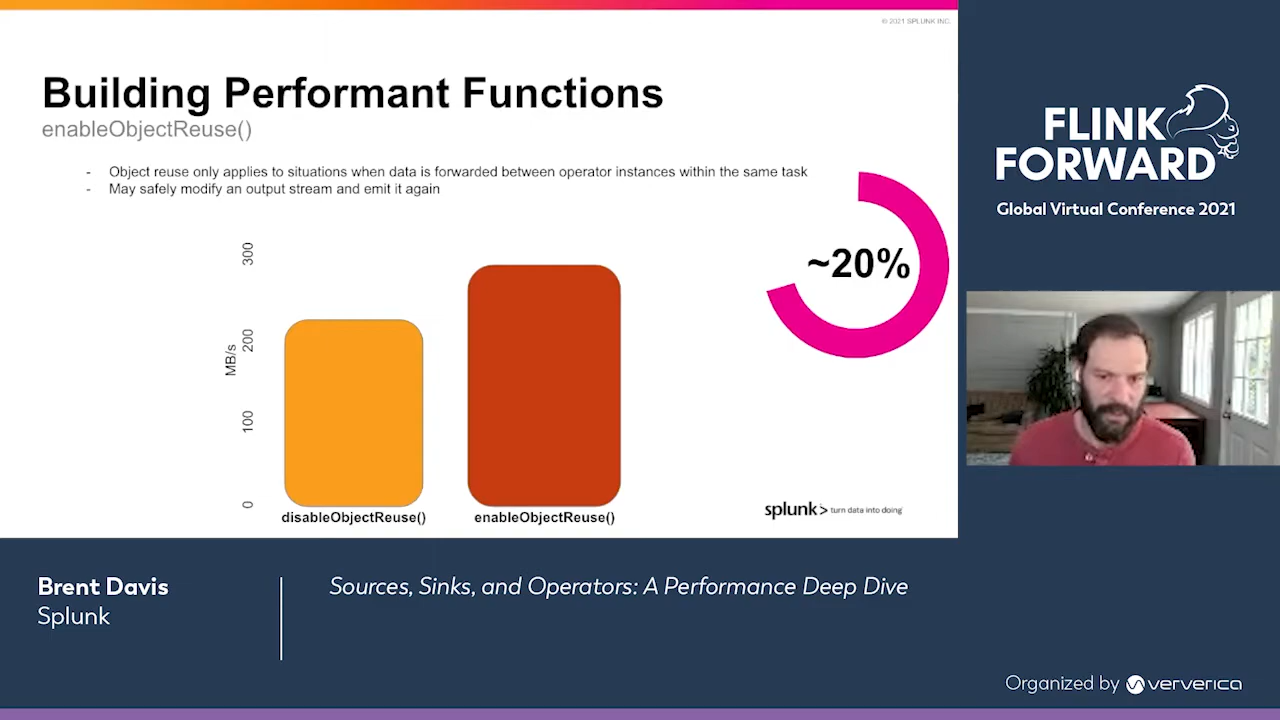 © 2021 SPLUNK INC.
Building Performant Functions
enableObjectReuse()
- Object reuse only applies to situations when data is forwarded between operator instances within the same task
- May safely modify an output stream and emit it again
~20%
300
200
100
0
MB/s
disableObjectReuse()
enableObjectReuse()
splunk> turn data into doing
FLINK
FORWARD
Global Virtual Conference 2021
Brent Davis
Splunk
Sources, Sinks, and Operators: A Performance Deep Dive
Organized by ververica